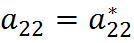 a₂₂ = a*₂₂